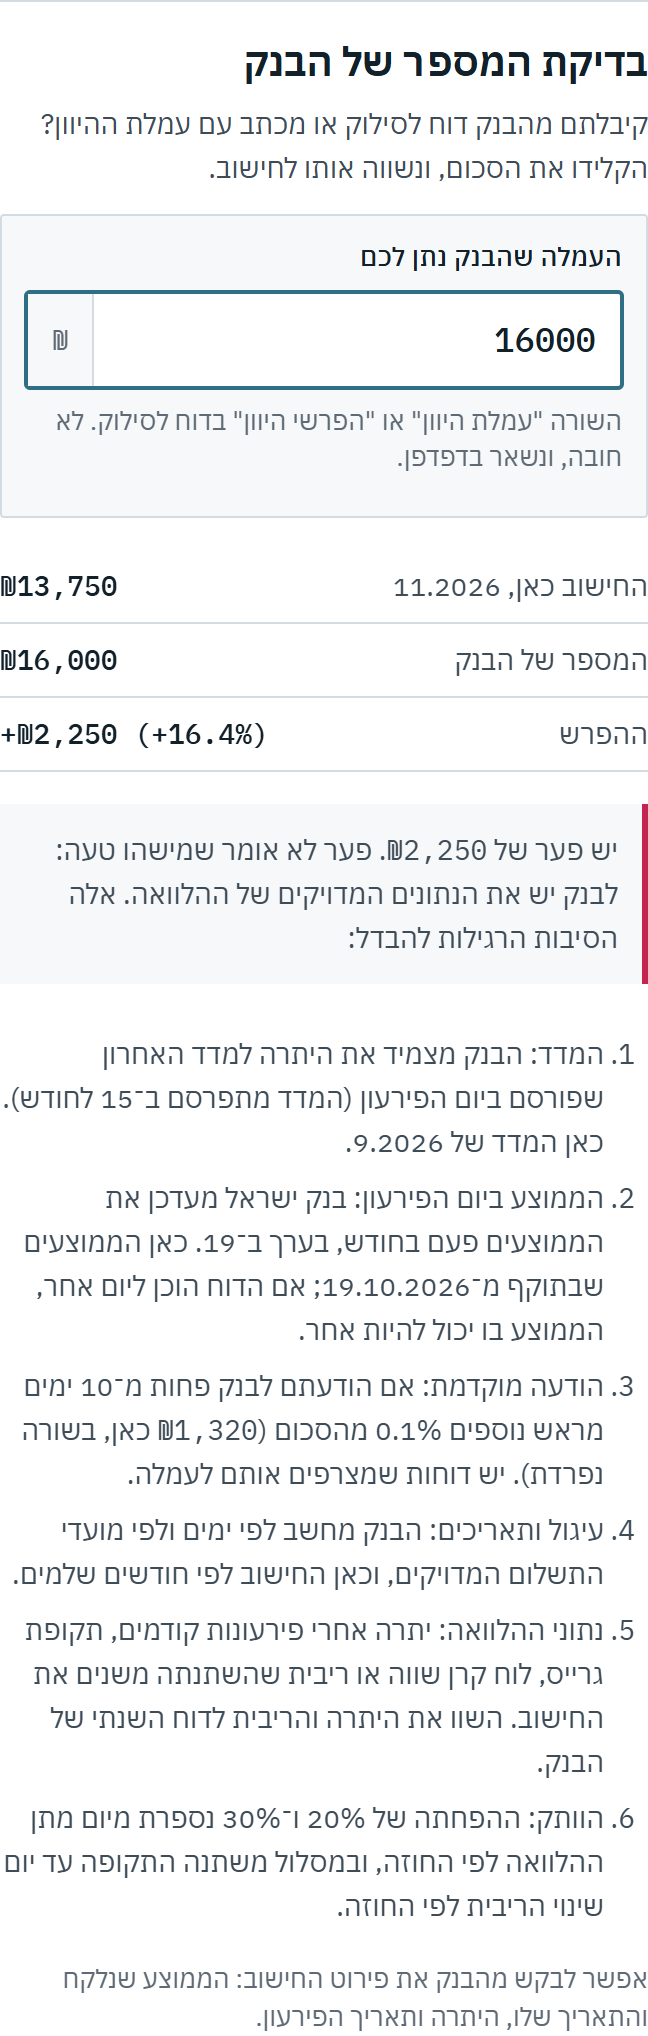 בדיקת המספר של הבנק
קיבלתם מהבנק דוח לסילוק או מכתב עם עמלת ההיוון?
הקלידו את הסכום, ונשווה אותו לחישוב.
העמלה שהבנק נתן לכם
16000 ₪
השורה "עמלת היוון" או "הפרשי היוון" בדוח לסילוק. לא
חובה, ונשאר בדפדפן.
החישוב כאן, 11.2026 ₪13,750
המספר של הבנק ₪16,000
ההפרש +₪2,250 (+16.4%)
יש פער של ₪2,250. פער לא אומר שמישהו טעה:
לבנק יש את הנתונים המדויקים של ההלוואה. אלה
הסיבות הרגילות להבדל:
1. המדד: הבנק מצמיד את היתרה למדד האחרון
שפורסם ביום הפירעון (המדד מתפרסם ב־15 לחודש).
כאן המדד של 9.2026.
2. הממוצע ביום הפירעון: בנק ישראל מעדכן את
הממוצעים פעם בחודש, בערך ב־19. כאן הממוצעים
שבתוקף מ־19.10.2026; אם הדוח הוכן ליום אחר,
הממוצע בו יכול להיות אחר.
3. הודעה מוקדמת: אם הודעתם לבנק פחות מ־10 ימים
מראש נוספים 0.1% מהסכום (₪1,320 כאן, בשורה
נפרדת). יש דוחות שמצרפים אותם לעמלה.
4. עיגול ותאריכים: הבנק מחשב לפי ימים ולפי מועדי
התשלום המדויקים, וכאן החישוב לפי חודשים שלמים.
5. נתוני ההלוואה: יתרה אחרי פירעונות קודמים, תקופת
גרייס, לוח קרן שווה או ריבית שהשתנתה משנים את
החישוב. השוו את היתרה והריבית לדוח השנתי של
הבנק.
6. הוותק: ההפחתה של 20% ו־30% נספרת מיום מתן
ההלוואה לפי החוזה, ובמסלול משתנה התקופה עד יום
שינוי הריבית לפי החוזה.
אפשר לבקש מהבנק את פירוט החישוב: הממוצע שנלקח
והתאריך שלו, היתרה ותאריך הפירעון.